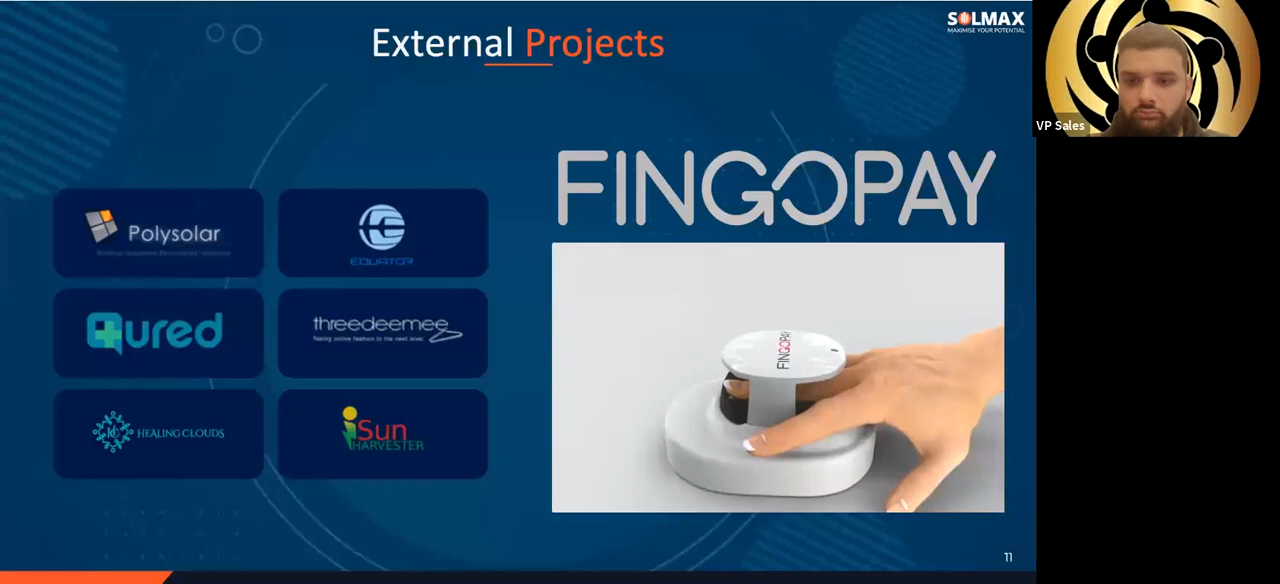 External Projects
SOLMAX
MAXIMISE YOUR POTENTIAL
VP Sales
FINGOPAY
Polysolar
EQUATOR
Qured
threedeemee
Taking online fashion to the next level
HEALING CLOUDS
iSun
HARVESTER
FINGOPAY
11